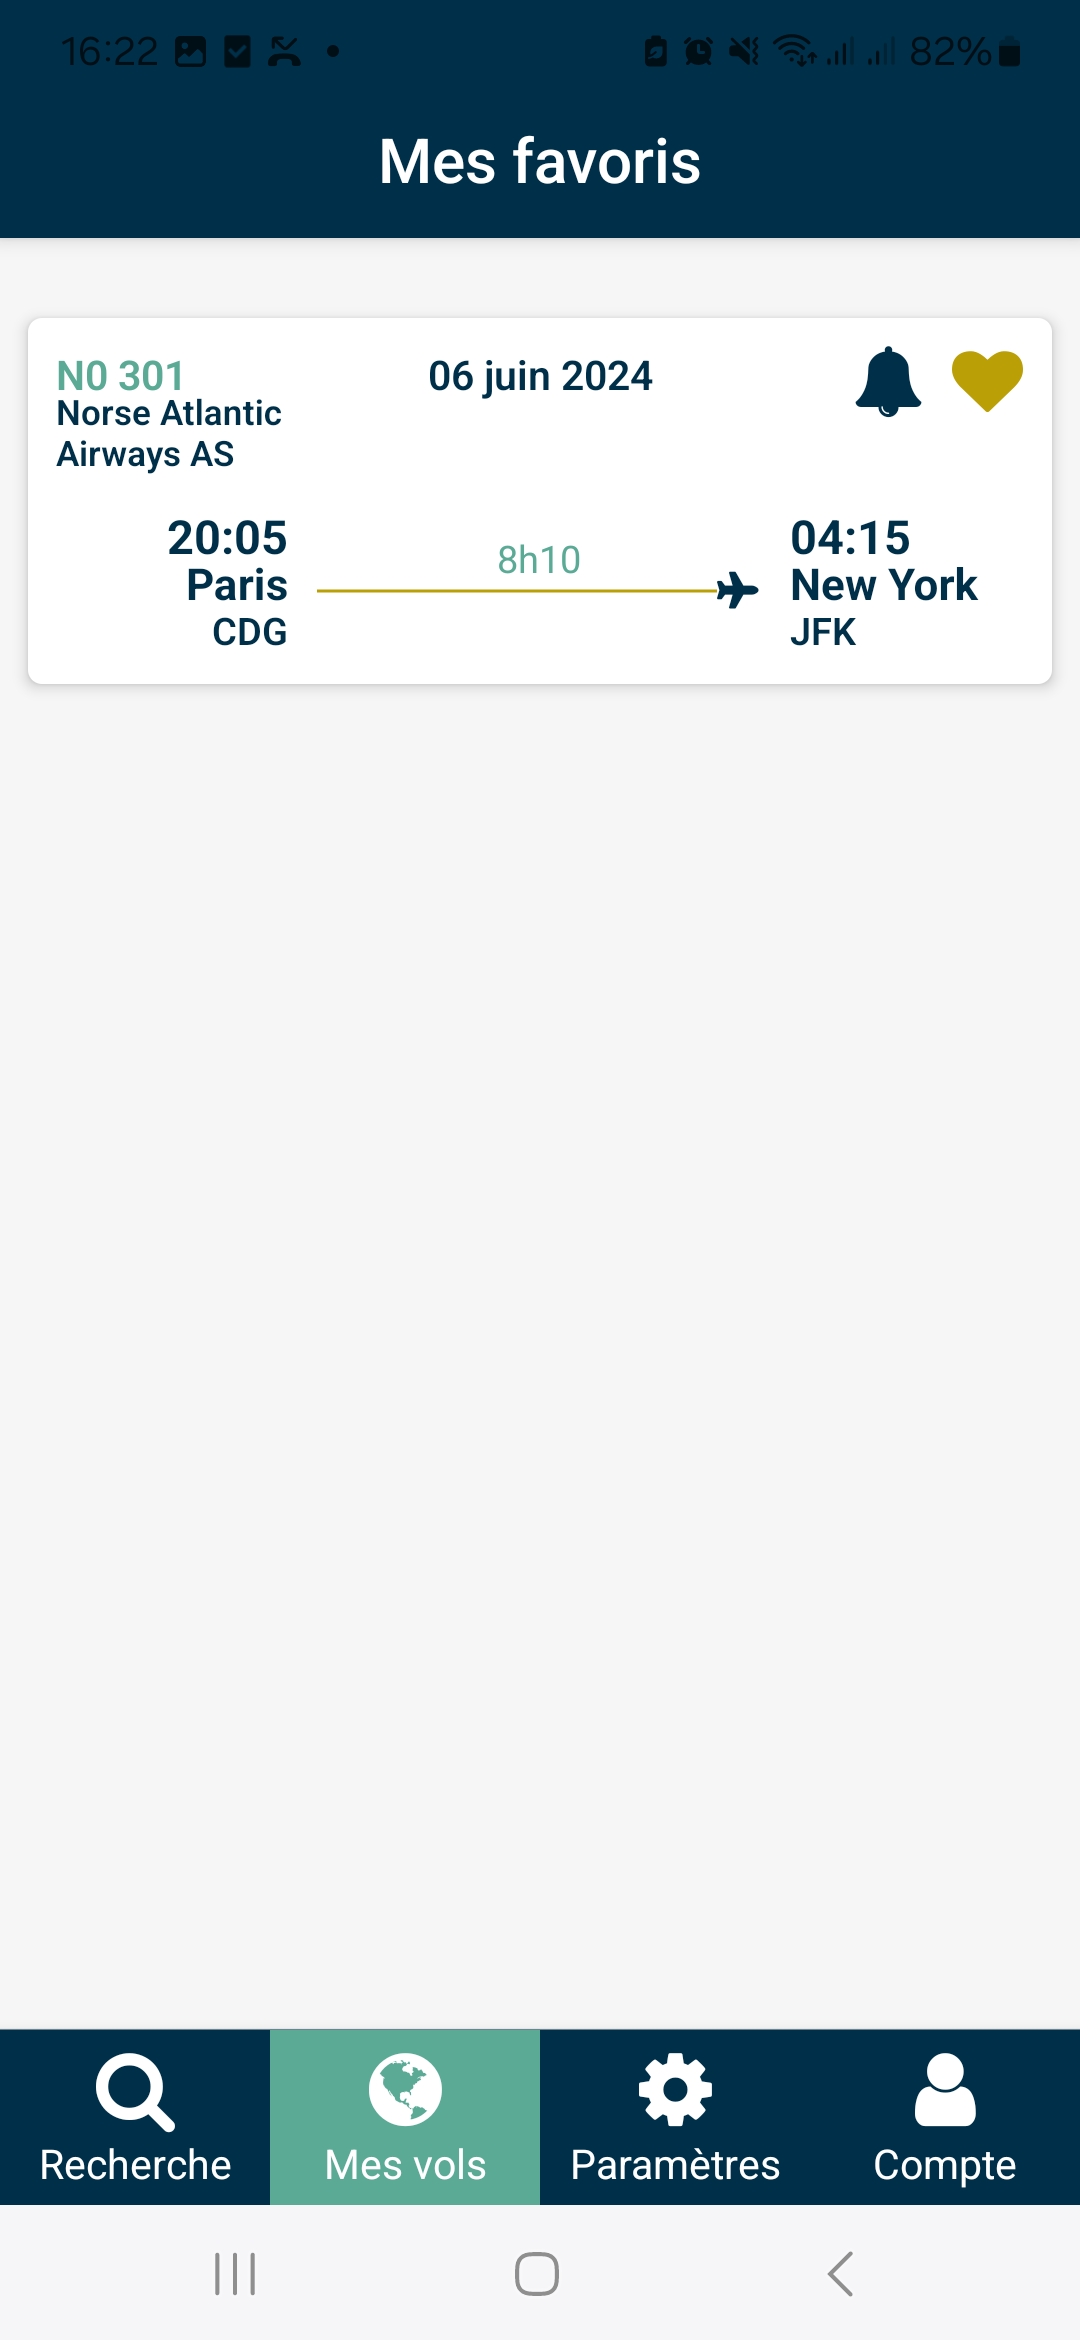 16:22
82%
Mes favoris
N0 301
06 juin 2024
Norse Atlantic
Airways AS
20:05
8h10
04:15
Paris
New York
CDG
JFK
Recherche
Mes vols
Paramètres
Compte